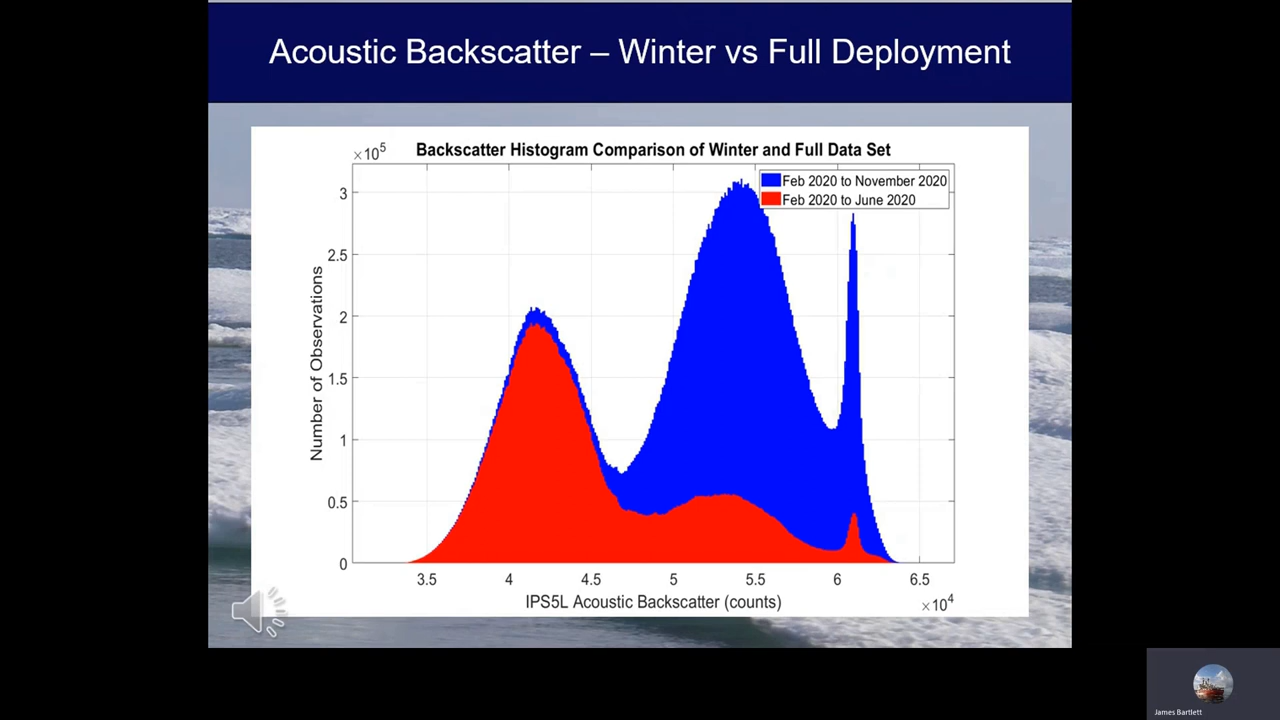 Acoustic Backscatter – Winter vs Full Deployment
Backscatter Histogram Comparison of Winter and Full Data Set
×10⁵
Feb 2020 to November 2020
Feb 2020 to June 2020
3
2.5
2
1.5
1
0.5
0
Number of Observations
3.5 4 4.5 5 5.5 6 6.5
IPS5L Acoustic Backscatter (counts)
×10⁴
James Bartlett